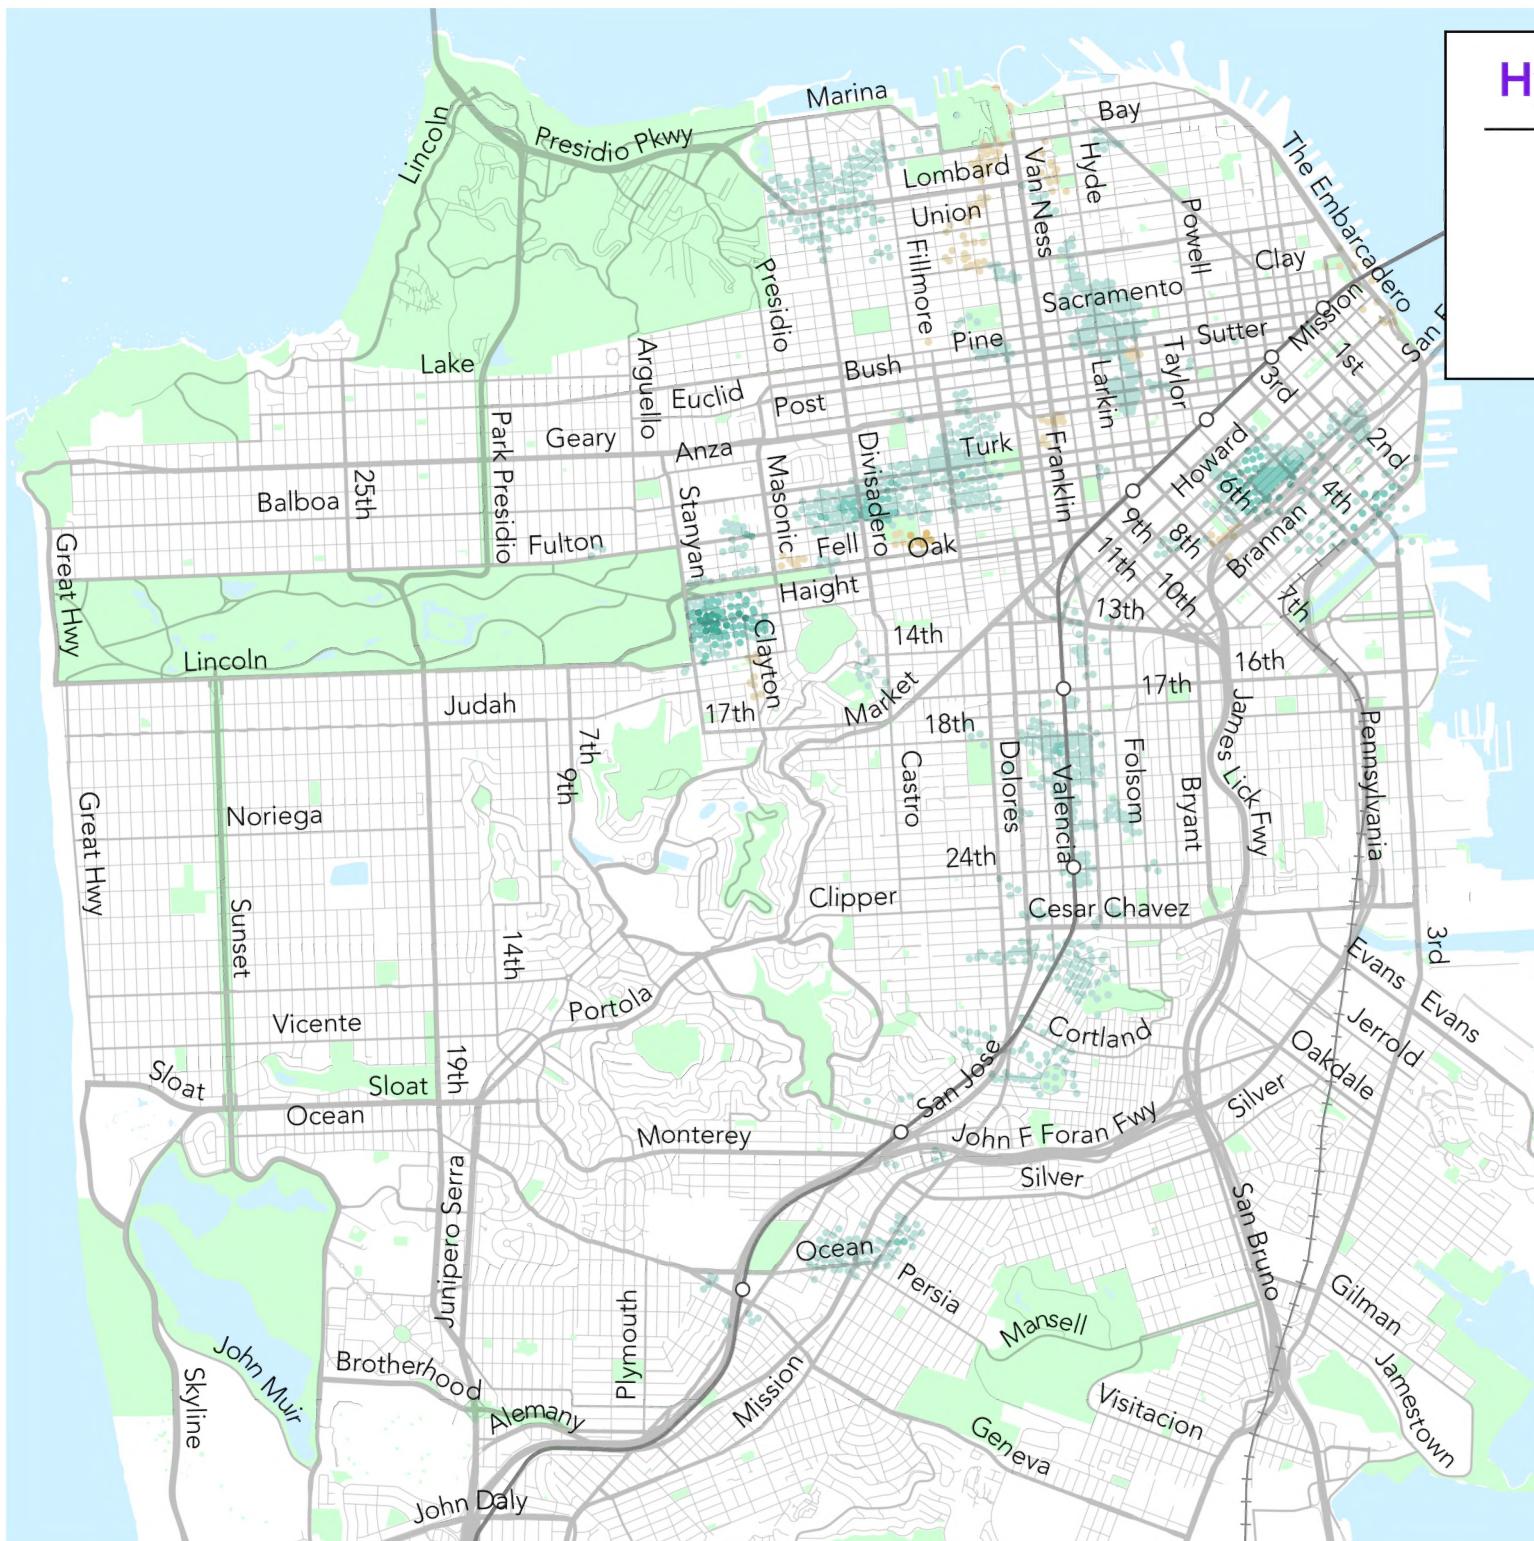 H
Marina
Bay
Lincoln
Presidio Pkwy
The Embarcadero
Lombard
Van Ness
Hyde
Union
Powell
Fillmore
Clay
Presidio
Sacramento
Mission
San F
Sutter
Pine
1st
Lake
Arguello
Bush
Larkin
Taylor
3rd
Euclid
Post
Geary
Anza
Park Presidio
Divisadero
Turk
Franklin
Howard
2nd
25th
Balboa
Stanyan
Masonic
6th
4th
Fulton
Fell
Oak
9th
8th
Brannan
Great Hwy
Haight
11th
10th
7th
13th
Clayton
14th
Lincoln
16th
Judah
17th
Market
17th
18th
James Lick Fwy
Pennsylvania
7th
9th
Castro
Dolores
Valencia
Folsom
Bryant
Great Hwy
Noriega
24th
Clipper
Cesar Chavez
Sunset
14th
3rd
Evans
Portola
Vicente
Cortland
Evans
Jerrold
Oakdale
19th
Sloat
Sloat
San Jose
Silver
Ocean
Monterey
John F Foran Fwy
Silver
Junipero Serra
San Bruno
Ocean
Persia
Gilman
Plymouth
Mansell
John Muir
Brotherhood
Skyline
Jamestown
Mission
Visitacion
Alemany
Geneva
John Daly